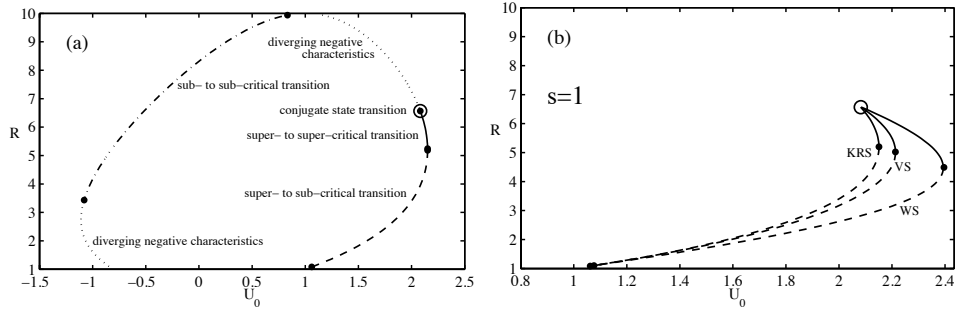 10
9
8
7
6
5
4
3
2
1
R
(a)
diverging negative
characteristics
sub− to sub−critical transition
conjugate state transition
super− to super−critical transition
super− to sub−critical transition
diverging negative characteristics
−1.5
−1
−0.5
0
0.5
1
1.5
2
2.5
U0
10
9
8
7
6
5
4
3
2
1
R
(b)
s=1
KRS
VS
WS
0.8
1
1.2
1.4
1.6
1.8
2
2.2
2.4
U0